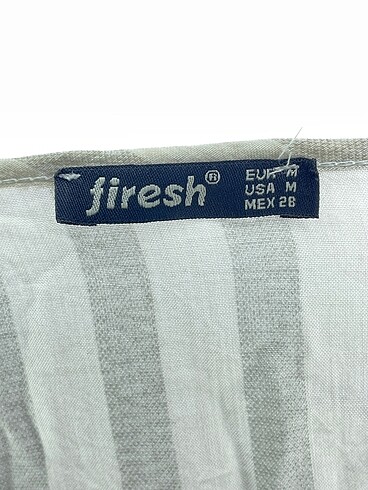 firesh®
EUR M
USA M
MEX 28